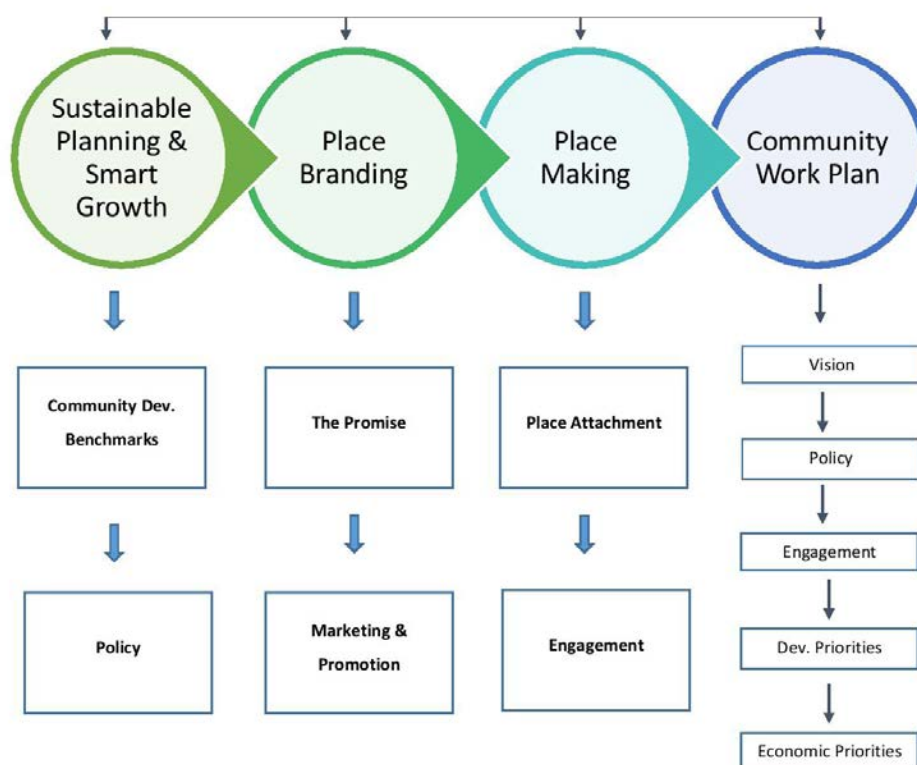 Sustainable
Planning &
Smart
Growth
Place
Branding
Place
Making
Community
Work Plan
Community Dev.
Benchmarks
The Promise
Place Attachment
Vision
Policy
Engagement
Policy
Marketing &
Promotion
Engagement
Dev. Priorities
Economic Priorities